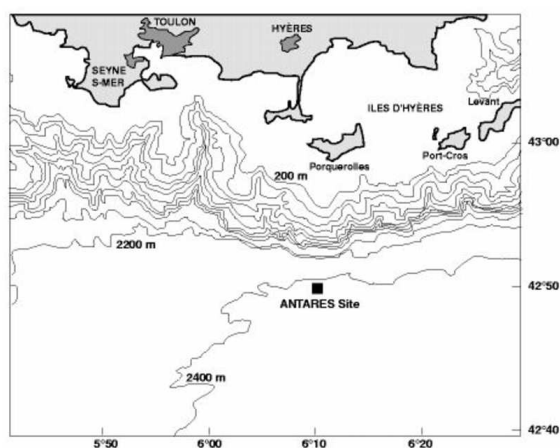 TOULON
HYÈRES
SEYNE
S-MER
ILES D'HYÈRES
Levant
43°00
Porquerolles
Port-Cros
200 m
2200 m
42°50
ANTARES Site
2400 m
42°40
5°50
6°00
6°10
6°20